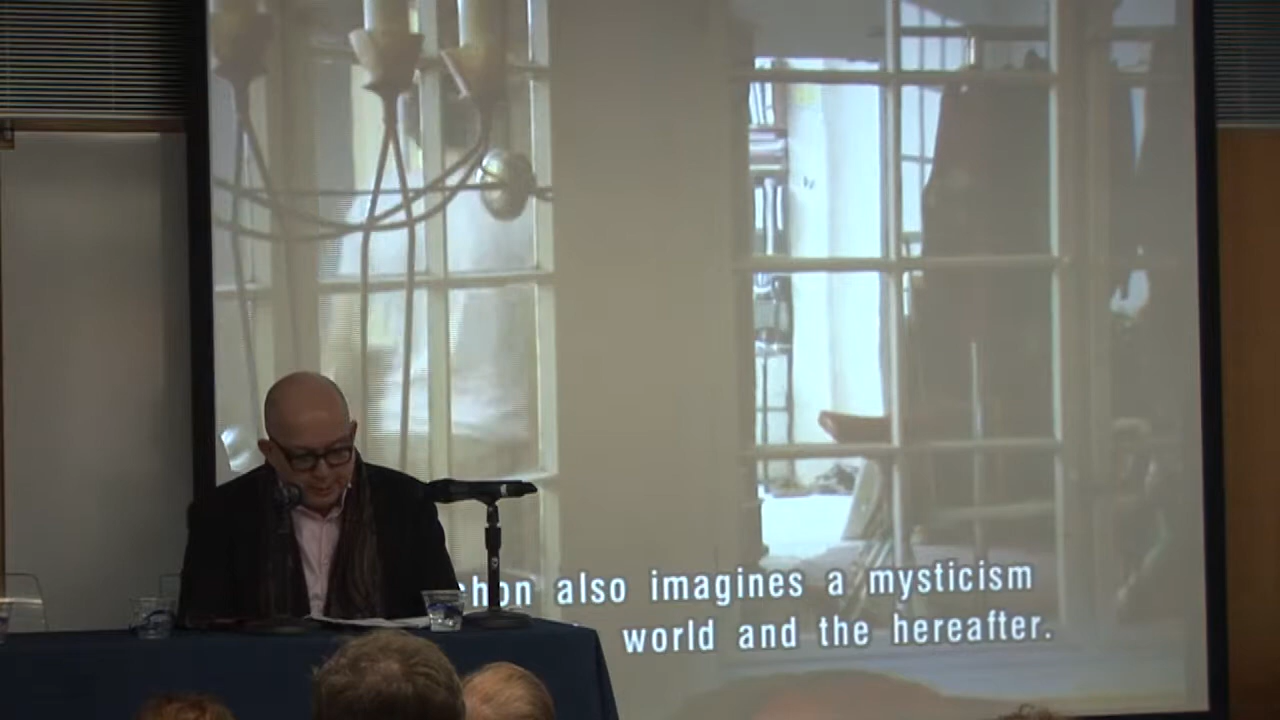 chon also imagines a mysticism
world and the hereafter.